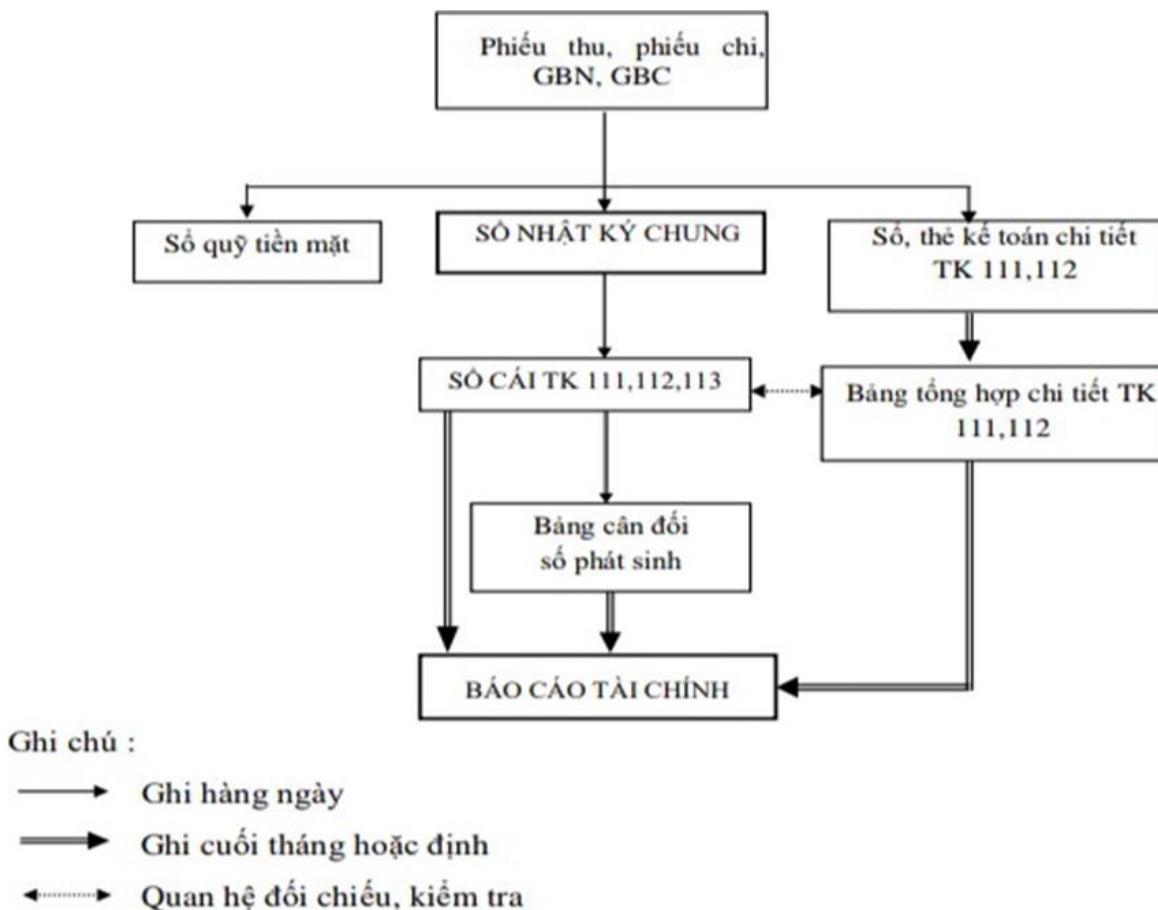 Phiếu thu, phiếu chi,
GBN, GBC
Sổ quỹ tiền mặt
SỔ NHẬT KÝ CHUNG
Sổ, thẻ kế toán chi tiết
TK 111,112
SỔ CÁI TK 111,112,113
Bảng tổng hợp chi tiết TK
111,112
Bảng cân đối
số phát sinh
BÁO CÁO TÀI CHÍNH
Ghi chú :
Ghi hàng ngày
Ghi cuối tháng hoặc định
Quan hệ đối chiếu, kiểm tra